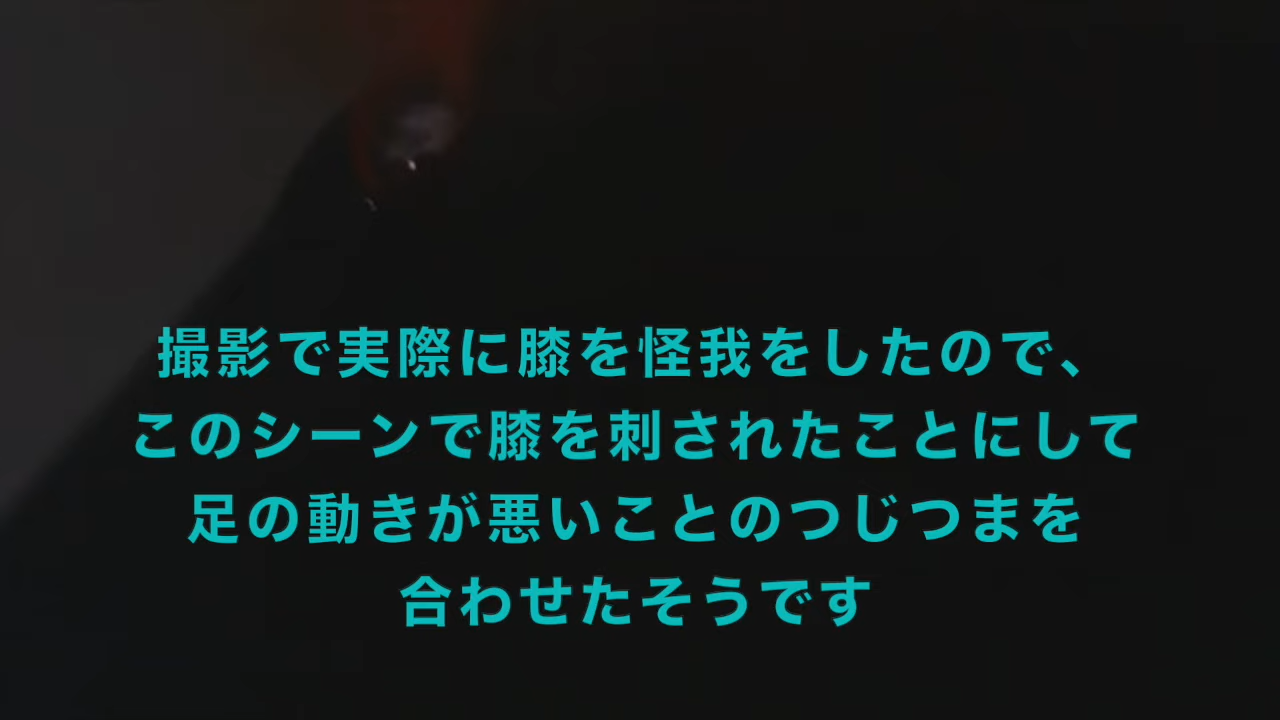 撮影で実際に膝を怪我をしたので、
このシーンで膝を刺されたことにして
足の動きが悪いことのつじつまを
合わせたそうです